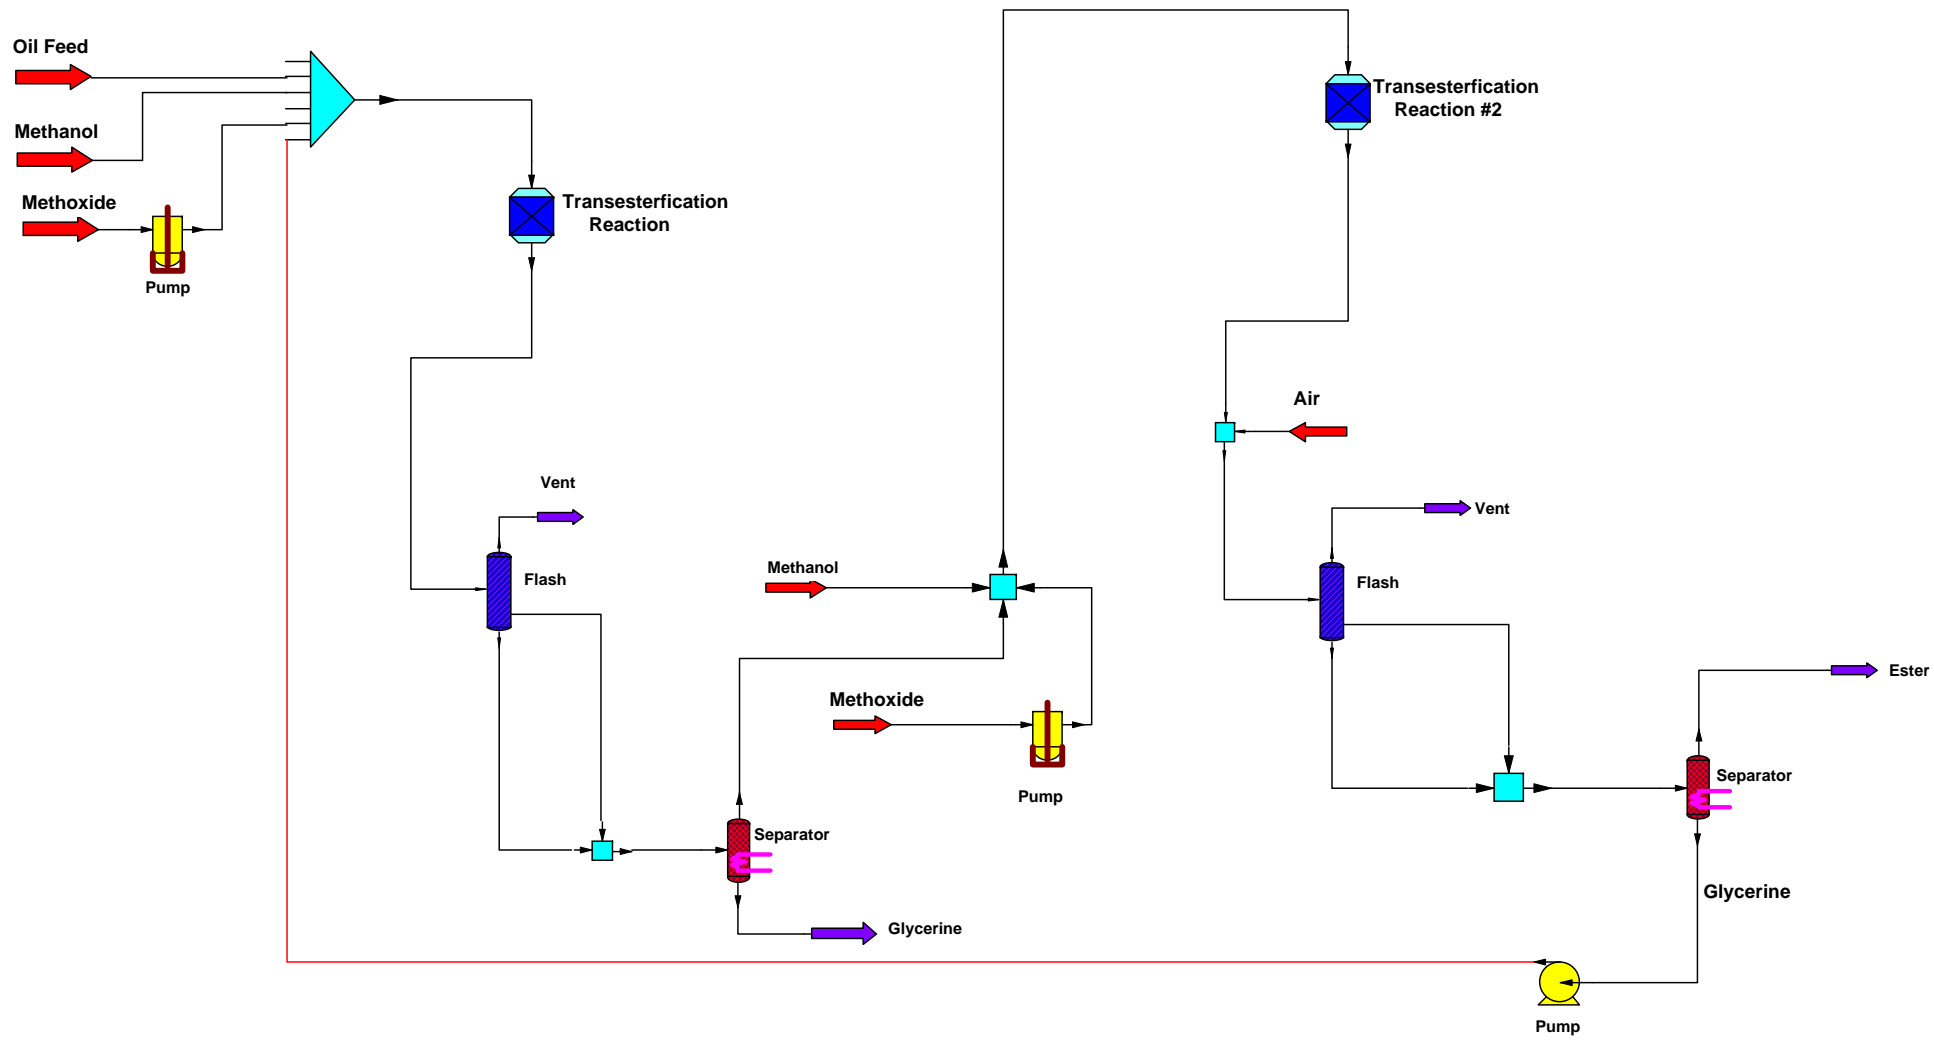 Oil Feed
Methanol
Methoxide
Pump
Transesterfication
Reaction
Transesterfication
Reaction #2
Air
Vent
Flash
Vent
Flash
Methanol
Methoxide
Pump
Separator
Glycerine
Ester
Separator
Glycerine
Pump